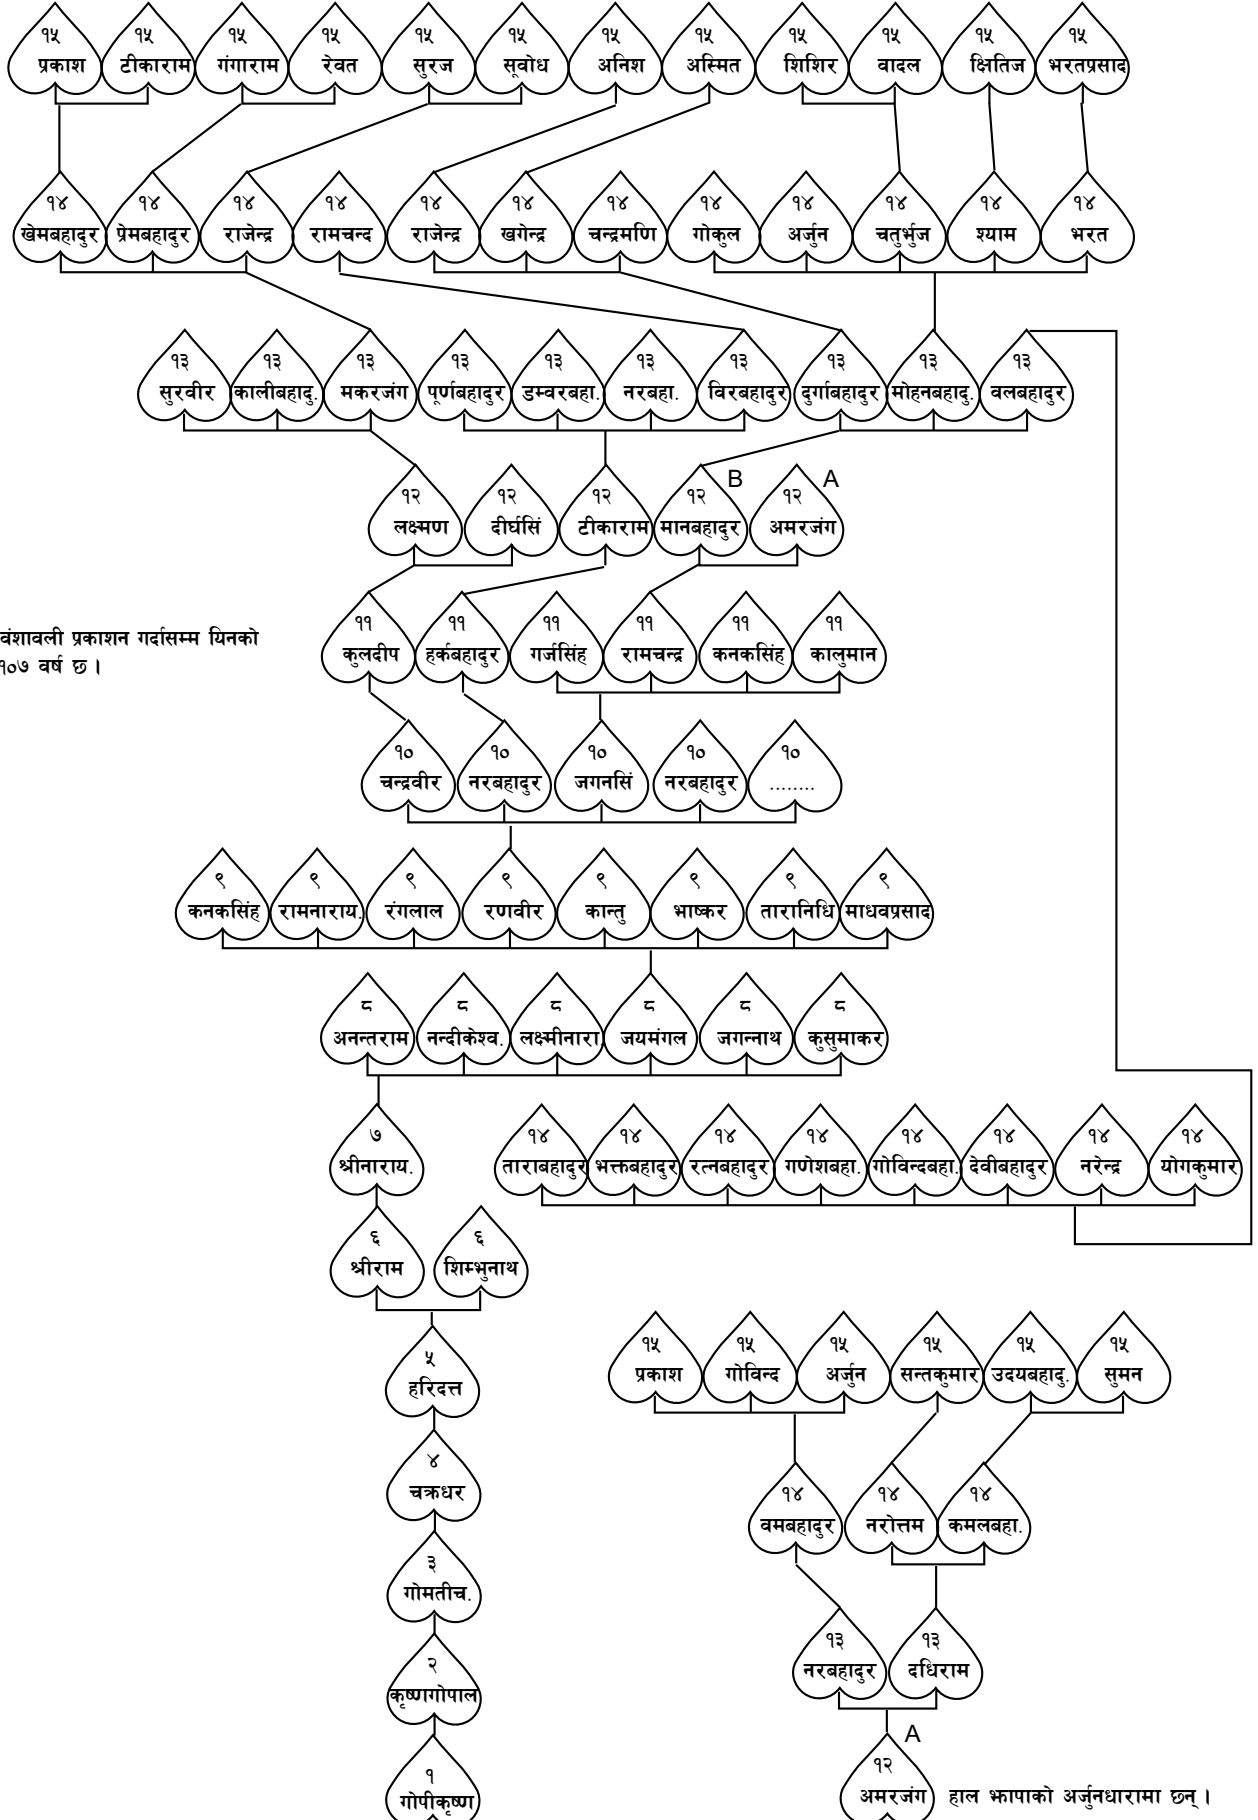 १५ १५ १५ १५ १५ १५ १५ १५ १५ १५ १५ १५
प्रकाश टीकाराम गंगाराम रेवत सुरज सूवोध अनिश अस्मित शिशिर वादल क्षितिज भरतप्रसाद
१४ १४ १४ १४ १४ १४ १४ १४ १४ १४ १४ १४
खेमबहादुर प्रेमबहादुर राजेन्द्र रामचन्द राजेन्द्र खगेन्द्र चन्द्रमणि गोकुल अर्जुन चतुर्भुज श्याम भरत
१३ १३ १३ १३ १३ १३ १३ १३ १३ १३
सुरवीर कालीबहादु. मकरजंग पूर्णबहादुर डम्वरबहा. नरबहा. विरबहादुर दुर्गाबहादुर मोहनबहादु. वलबहादुर
B A
१२ १२ १२ १२ १२
लक्ष्मण दीर्घसिं टीकाराम मानबहादुर अमरजंग
११ ११ ११ ११ ११ ११
वंशावली प्रकाशन गर्दासम्म यिनको
कुलदीप हर्कबहादुर गर्जसिंह रामचन्द्र कनकसिंह कालुमान
१०७ वर्ष छ ।
१० १० १० १० १०
चन्द्रवीर नरबहादुर जगनसिं नरबहादुर ........
९ ९ ९ ९ ९ ९ ९ ९
कनकसिंह रामनाराय. रंगलाल रणवीर कान्तु भाष्कर तारानिधि माधवप्रसाद
८ ८ ८ ८ ८ ८
अनन्तराम नन्दीकेश्व. लक्ष्मीनारा जयमंगल जगन्नाथ कुसुमाकर
७ १४ १४ १४ १४ १४ १४ १४ १४
श्रीनाराय. ताराबहादुर भक्तबहादुर रत्नबहादुर गणेशबहा. गोविन्दबहा. देवीबहादुर नरेन्द्र योगकुमार
६ ६
श्रीराम शिम्भुनाथ
१५ १५ १५ १५ १५ १५
५
प्रकाश गोविन्द अर्जुन सन्तकुमार उदयबहादु. सुमन
हरिदत्त
४
चक्रधर
१४ १४ १४
वमबहादुर नरोत्तम कमलबहा.
३
गोमतीच.
१३ १३
२
नरबहादुर दधिराम
कृष्णगोपाल
A
१२
१
अमरजंग हाल झापाको अर्जुनधारामा छन् ।
गोपीकृष्ण